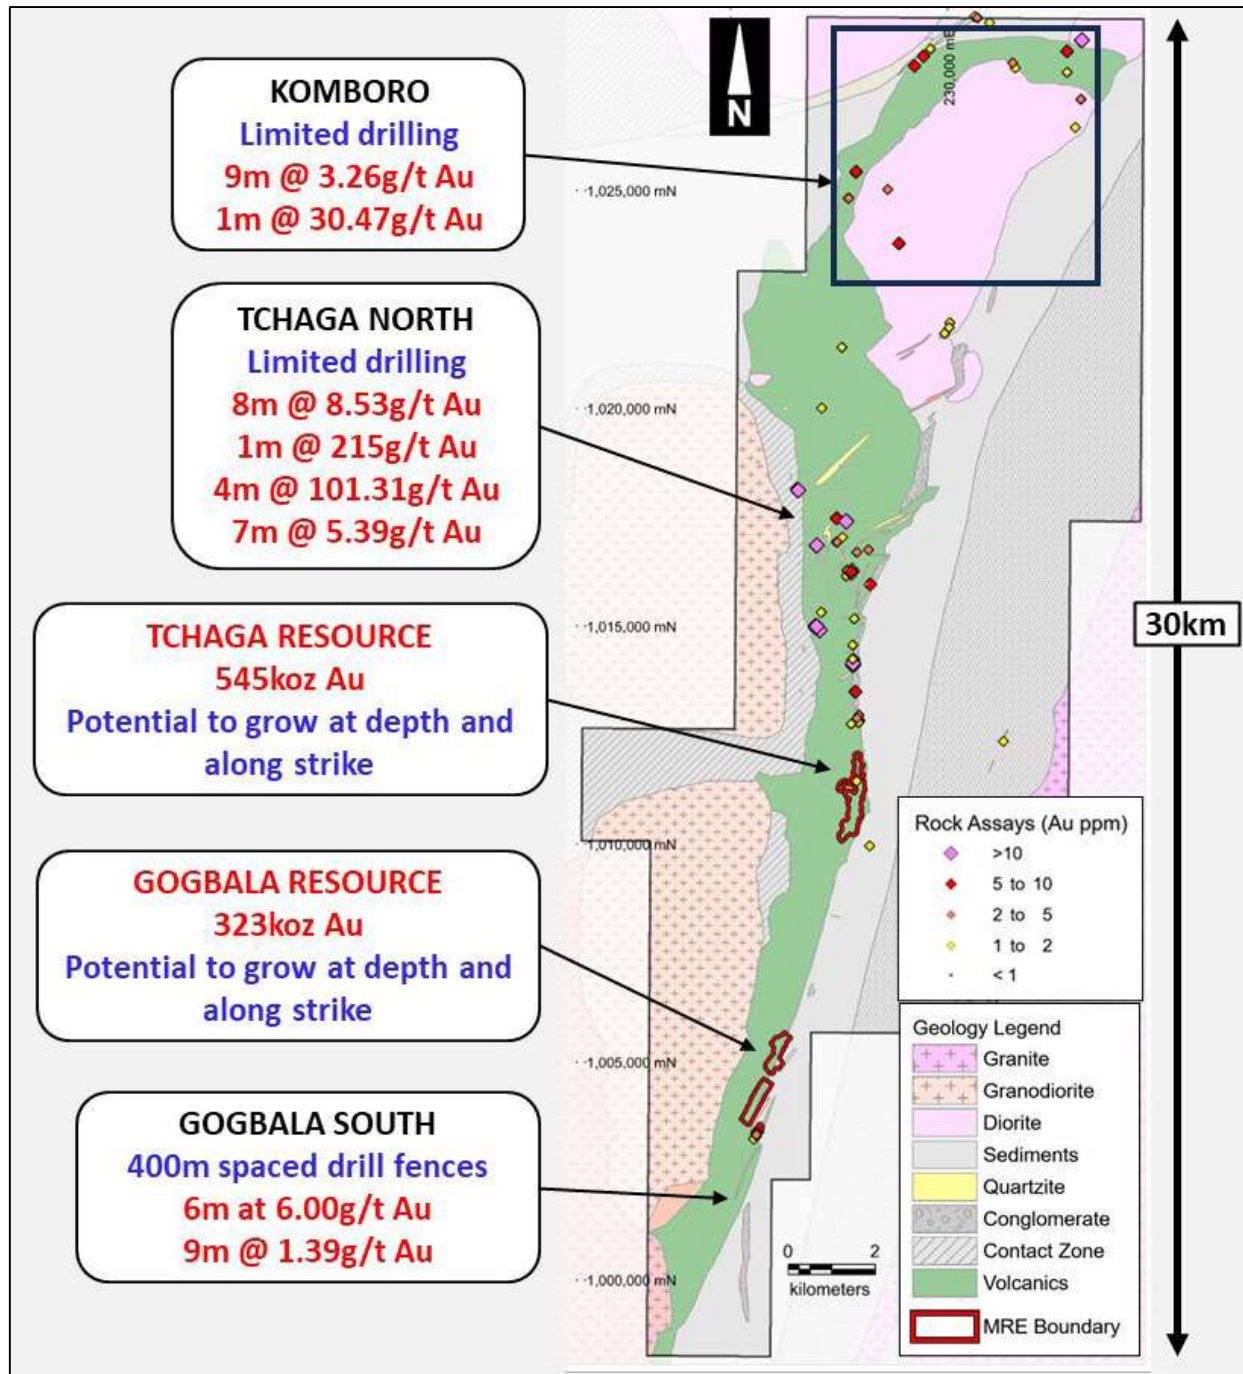 KOMBORO
Limited drilling
9m @ 3.26g/t Au
1m @ 30.47g/t Au
TCHAGA NORTH
Limited drilling
8m @ 8.53g/t Au
1m @ 215g/t Au
4m @ 101.31g/t Au
7m @ 5.39g/t Au
TCHAGA RESOURCE
545koz Au
Potential to grow at depth and
along strike
GOGBALA RESOURCE
323koz Au
Potential to grow at depth and
along strike
GOGBALA SOUTH
400m spaced drill fences
6m at 6.00g/t Au
9m @ 1.39g/t Au
N
230,000 mE
1,025,000 mN
1,020,000 mN
1,015,000 mN
1,010,000 mN
1,005,000 mN
1,000,000 mN
30km
Rock Assays (Au ppm)
>10
5 to 10
2 to 5
1 to 2
< 1
Geology Legend
Granite
Granodiorite
Diorite
Sediments
Quartzite
Conglomerate
Contact Zone
Volcanics
MRE Boundary
0 2
kilometers